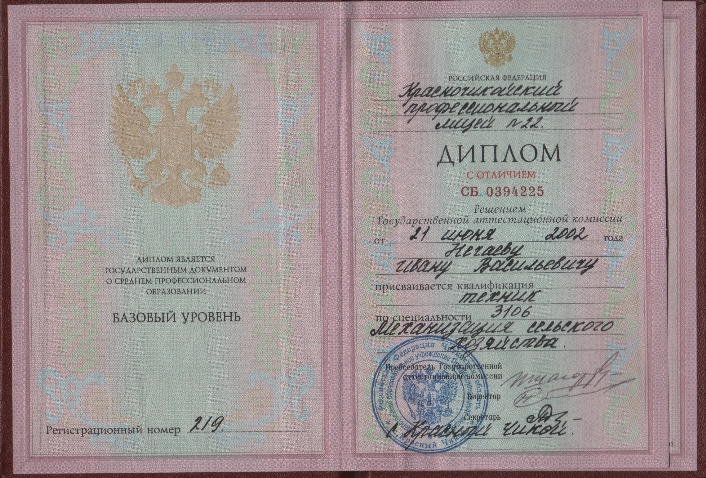 ДИПЛОМ ЯВЛЯЕТСЯ
ГОСУДАРСТВЕННЫМ ДОКУМЕНТОМ
О СРЕДНЕМ ПРОФЕССИОНАЛЬНОМ
ОБРАЗОВАНИИ
БАЗОВЫЙ УРОВЕНЬ
Регистрационный номер 219
РОССИЙСКАЯ ФЕДЕРАЦИЯ
Красночикойский
профессиональный
лицей №22.
ДИПЛОМ
С ОТЛИЧИЕМ
СБ 0394225
Решением
Государственной аттестационной комиссии
от 21 июня 2002 года
Нечаеву
Ивану Васильевичу
присваивается квалификация
техник
по специальности 3106
Механизация сельского
хозяйства.
Председатель Государственной
аттестационной комиссии
Директор
Секретарь
с. Красный Чикой.